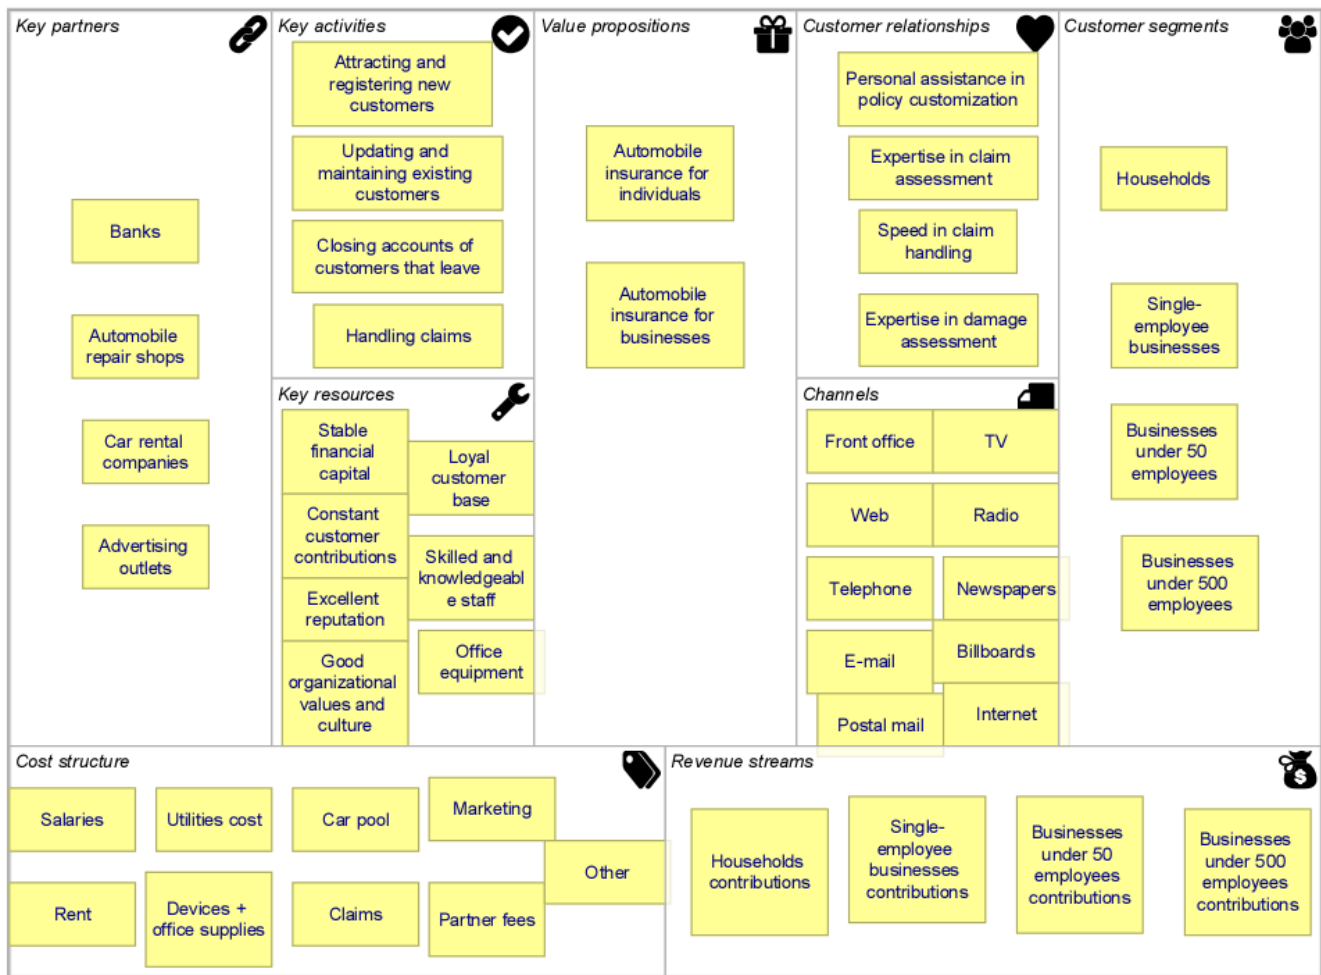 Key partners
Banks
Automobile
repair shops
Car rental
companies
Advertising
outlets
Key activities
Attracting and
registering new
customers
Updating and
maintaining existing
customers
Closing accounts of
customers that leave
Handling claims
Key resources
Stable
financial
capital
Constant
customer
contributions
Excellent
reputation
Good
organizational
values and
culture
Loyal
customer
base
Skilled and
knowledgeabl
e staff
Office
equipment
Value propositions
Automobile
insurance for
individuals
Automobile
insurance for
businesses
Customer relationships
Personal assistance in
policy customization
Expertise in claim
assessment
Speed in claim
handling
Expertise in damage
assessment
Channels
Front office
TV
Web
Radio
Telephone
Newspapers
E-mail
Billboards
Postal mail
Internet
Customer segments
Households
Single-
employee
businesses
Businesses
under 50
employees
Businesses
under 500
employees
Cost structure
Salaries
Utilities cost
Car pool
Marketing
Other
Rent
Devices +
office supplies
Claims
Partner fees
Revenue streams
$
Households
contributions
Single-
employee
businesses
contributions
Businesses
under 50
employees
contributions
Businesses
under 500
employees
contributions